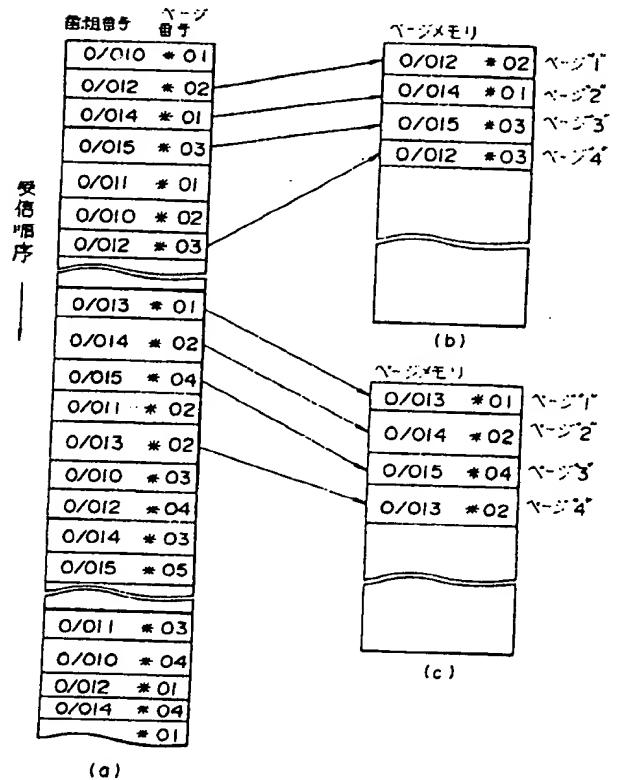 番組番号 ページ番号
0/010 * 01
0/012 * 02
0/014 * 01
0/015 * 03
0/011 * 01
0/010 * 02
0/012 * 03
0/013 * 01
0/014 * 02
0/015 * 04
0/011 * 02
0/013 * 02
0/010 * 03
0/012 * 04
0/014 * 03
0/015 * 05
0/011 * 03
0/010 * 04
0/012 * 01
0/014 * 04
* 01
(a)
受信順序
ページメモリ
0/012 * 02 ページ"1"
0/014 * 01 ページ"2"
0/015 * 03 ページ"3"
0/012 * 03 ページ"4"
(b)
ページメモリ
0/013 * 01 ページ"1"
0/014 * 02 ページ"2"
0/015 * 04 ページ"3"
0/013 * 02 ページ"4"
(c)